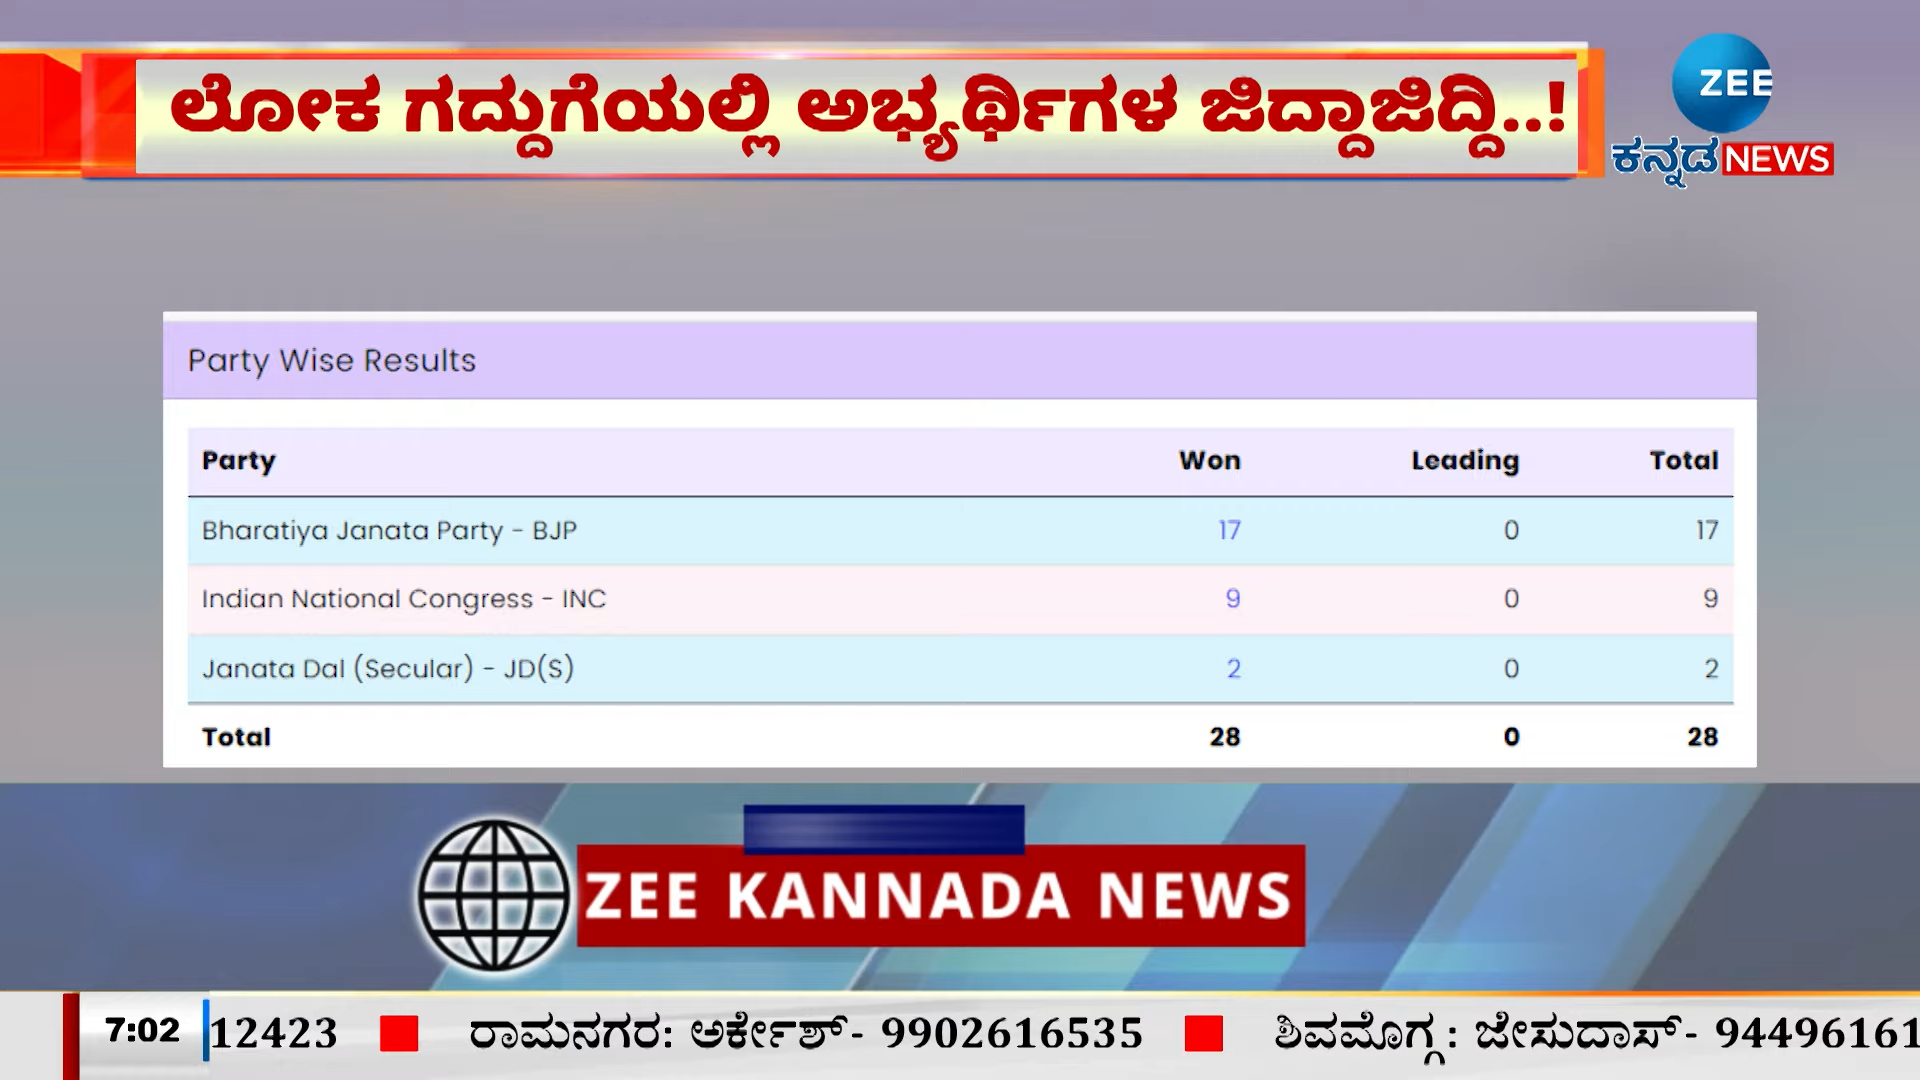 ಲೋಕ ಗದ್ದುಗೆಯಲ್ಲಿ ಅಭ್ಯರ್ಥಿಗಳ ಜಿದ್ದಾಜಿದ್ದಿ..!
ZEE
ಕನ್ನಡ NEWS
Party Wise Results
Party Won Leading Total
Bharatiya Janata Party - BJP 17 0 17
Indian National Congress - INC 9 0 9
Janata Dal (Secular) - JD(S) 2 0 2
Total 28 0 28
ZEE KANNADA NEWS
7:02 12423 ರಾಮನಗರ: ಅರ್ಕೇಶ್- 9902616535 ಶಿವಮೊಗ್ಗ: ಜೇಸುದಾಸ್- 94496161